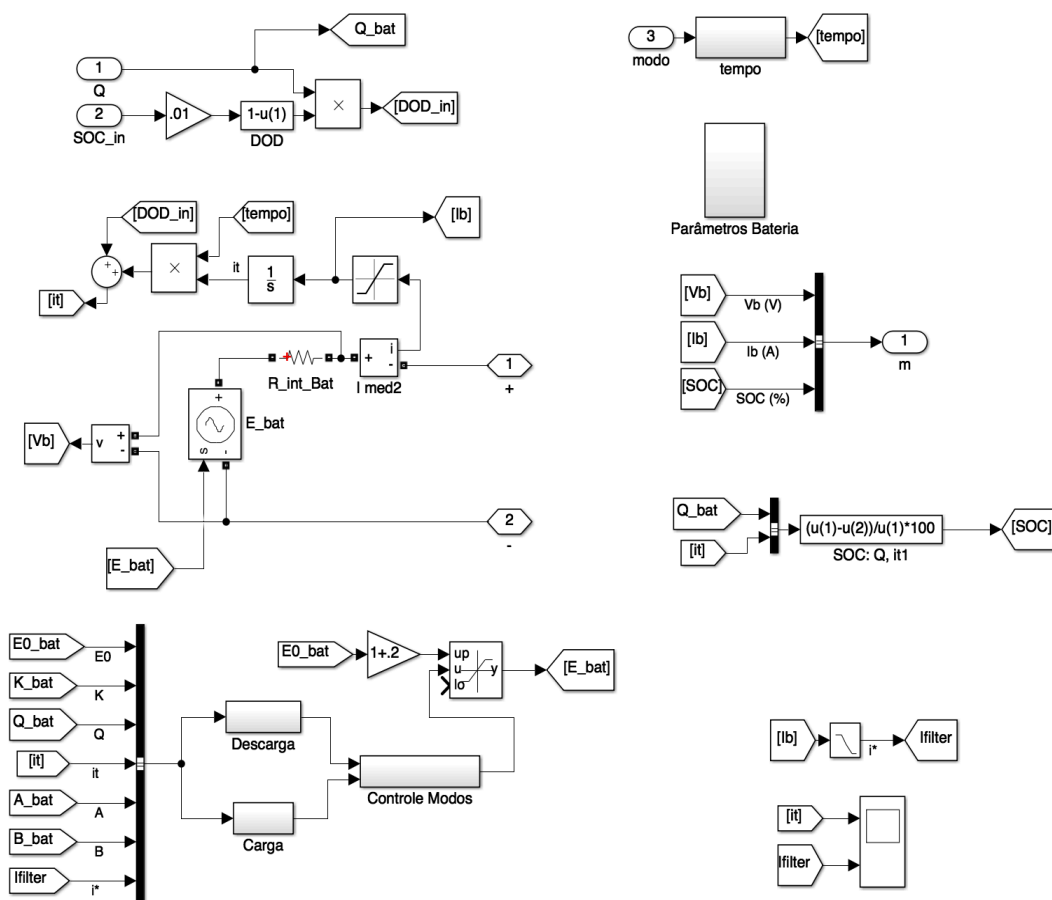 Q_bat
1
Q
2
SOC_in
.01
1-u(1)
DOD
×
[DOD_in]
3
modo
tempo
[tempo]
Parâmetros Bateria
[DOD_in]
[tempo]
[Ib]
+
+
×
it
1
s
[it]
R_int_Bat
+
i
-
I med2
1
+
+
E_bat
s
-
[Vb]
v
+
-
2
-
[E_bat]
[Vb]
Vb (V)
[Ib]
Ib (A)
[SOC]
SOC (%)
1
m
Q_bat
[it]
(u(1)-u(2))/u(1)*100
SOC: Q, it1
[SOC]
E0_bat
E0
K_bat
K
Q_bat
Q
[it]
it
A_bat
A
B_bat
B
Ifilter
i*
Descarga
Carga
Controle Modos
E0_bat
1+.2
up
u
lo
y
[E_bat]
[Ib]
i*
Ifilter
[it]
Ifilter